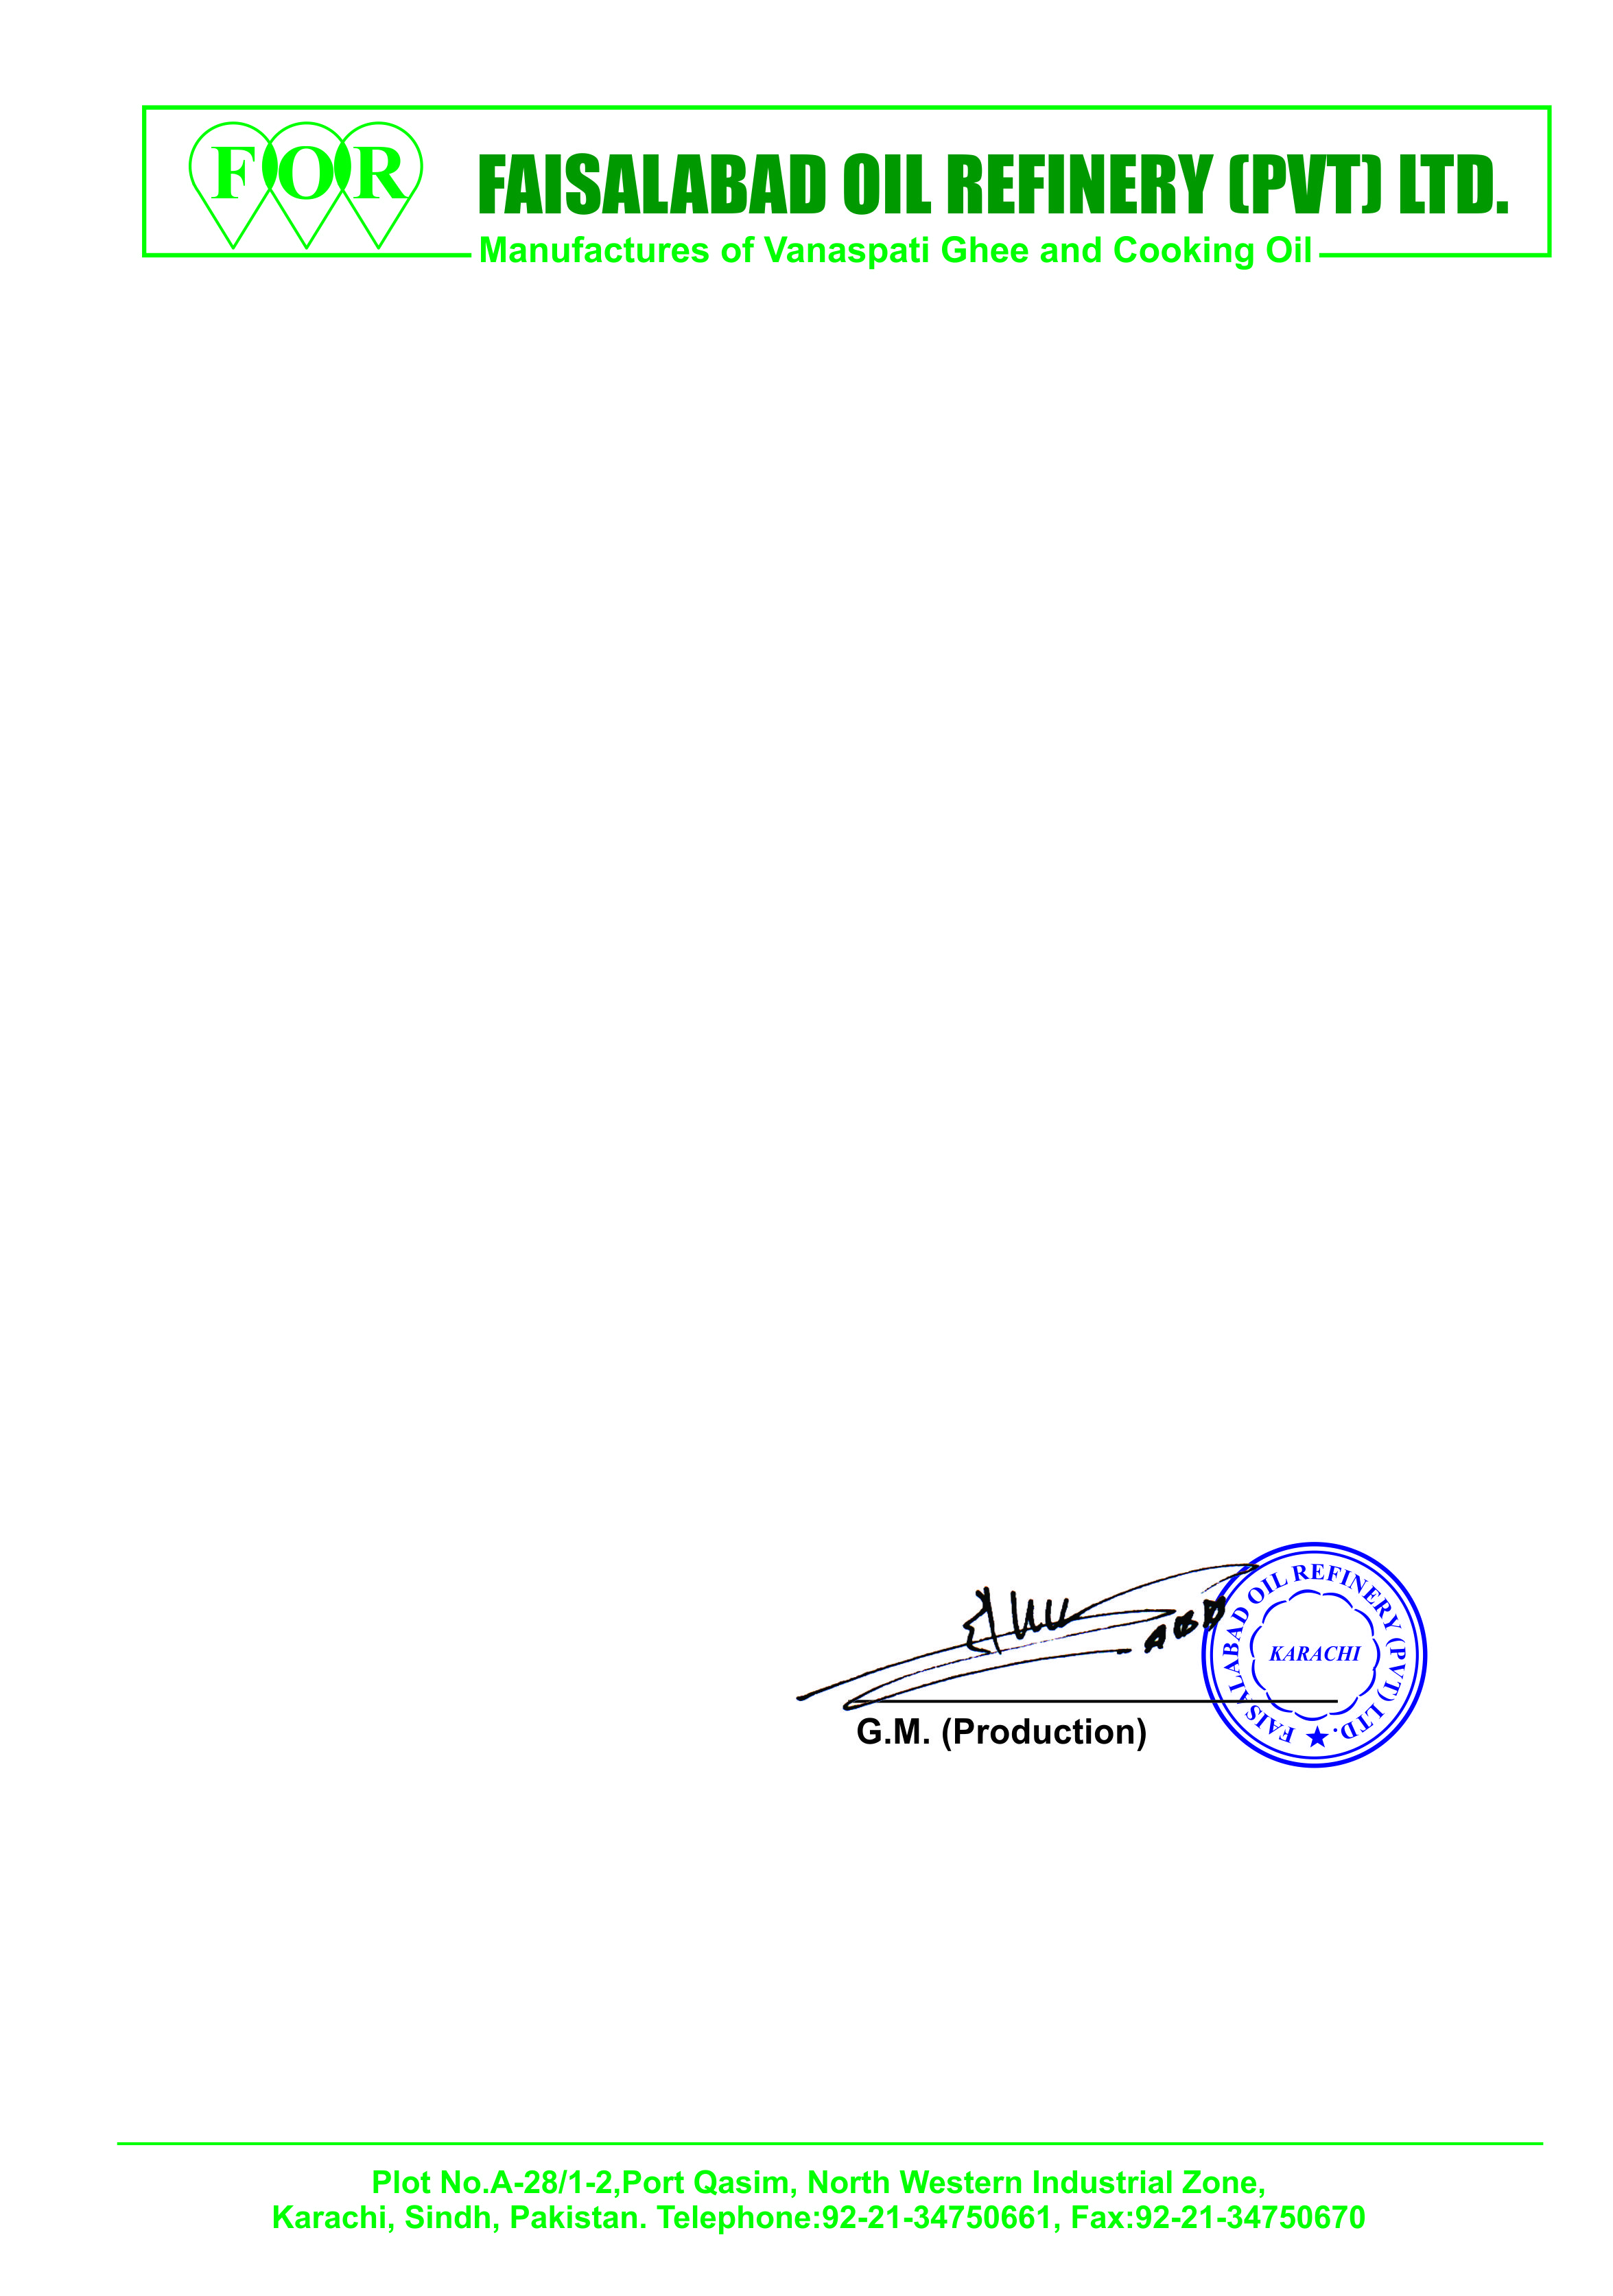 FOR
FAISALABAD OIL REFINERY (PVT) LTD.
Manufactures of Vanaspati Ghee and Cooking Oil
FAISALABAD OIL REFINERY (PVT) LTD.
KARACHI
G.M. (Production)
Plot No.A-28/1-2,Port Qasim, North Western Industrial Zone,
Karachi, Sindh, Pakistan. Telephone:92-21-34750661, Fax:92-21-34750670